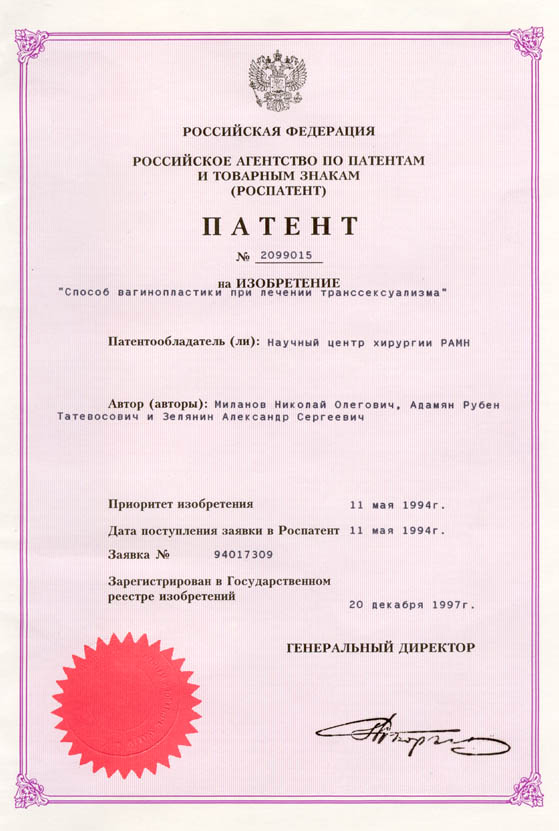 РОССИЙСКАЯ ФЕДЕРАЦИЯ
РОССИЙСКОЕ АГЕНТСТВО ПО ПАТЕНТАМ
И ТОВАРНЫМ ЗНАКАМ
(РОСПАТЕНТ)
ПАТЕНТ
№ 2099015
на ИЗОБРЕТЕНИЕ
"Способ вагинопластики при лечении транссексуализма"
Патентообладатель (ли): Научный центр хирургии РАМН
Автор (авторы): Миланов Николай Олегович, Адамян Рубен
Татевосович и Зелянин Александр Сергеевич
Приоритет изобретения 11 мая 1994г.
Дата поступления заявки в Роспатент 11 мая 1994г.
Заявка № 94017309
Зарегистрирован в Государственном
реестре изобретений
20 декабря 1997г.
ГЕНЕРАЛЬНЫЙ ДИРЕКТОР